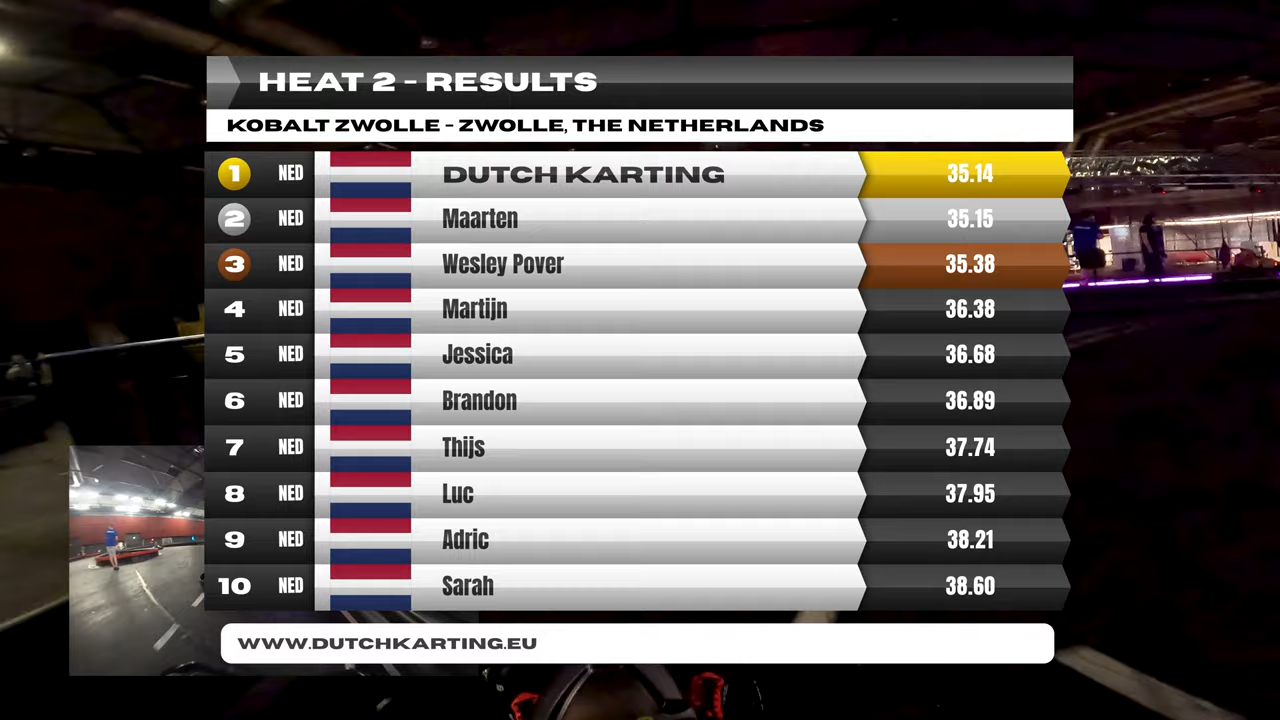 HEAT 2 - RESULTS
KOBALT ZWOLLE - ZWOLLE, THE NETHERLANDS
1 NED DUTCH KARTING 35.14
2 NED Maarten 35.15
3 NED Wesley Pover 35.38
4 NED Martijn 36.38
5 NED Jessica 36.68
6 NED Brandon 36.89
7 NED Thijs 37.74
8 NED Luc 37.95
9 NED Adric 38.21
10 NED Sarah 38.60
WWW.DUTCHKARTING.EU